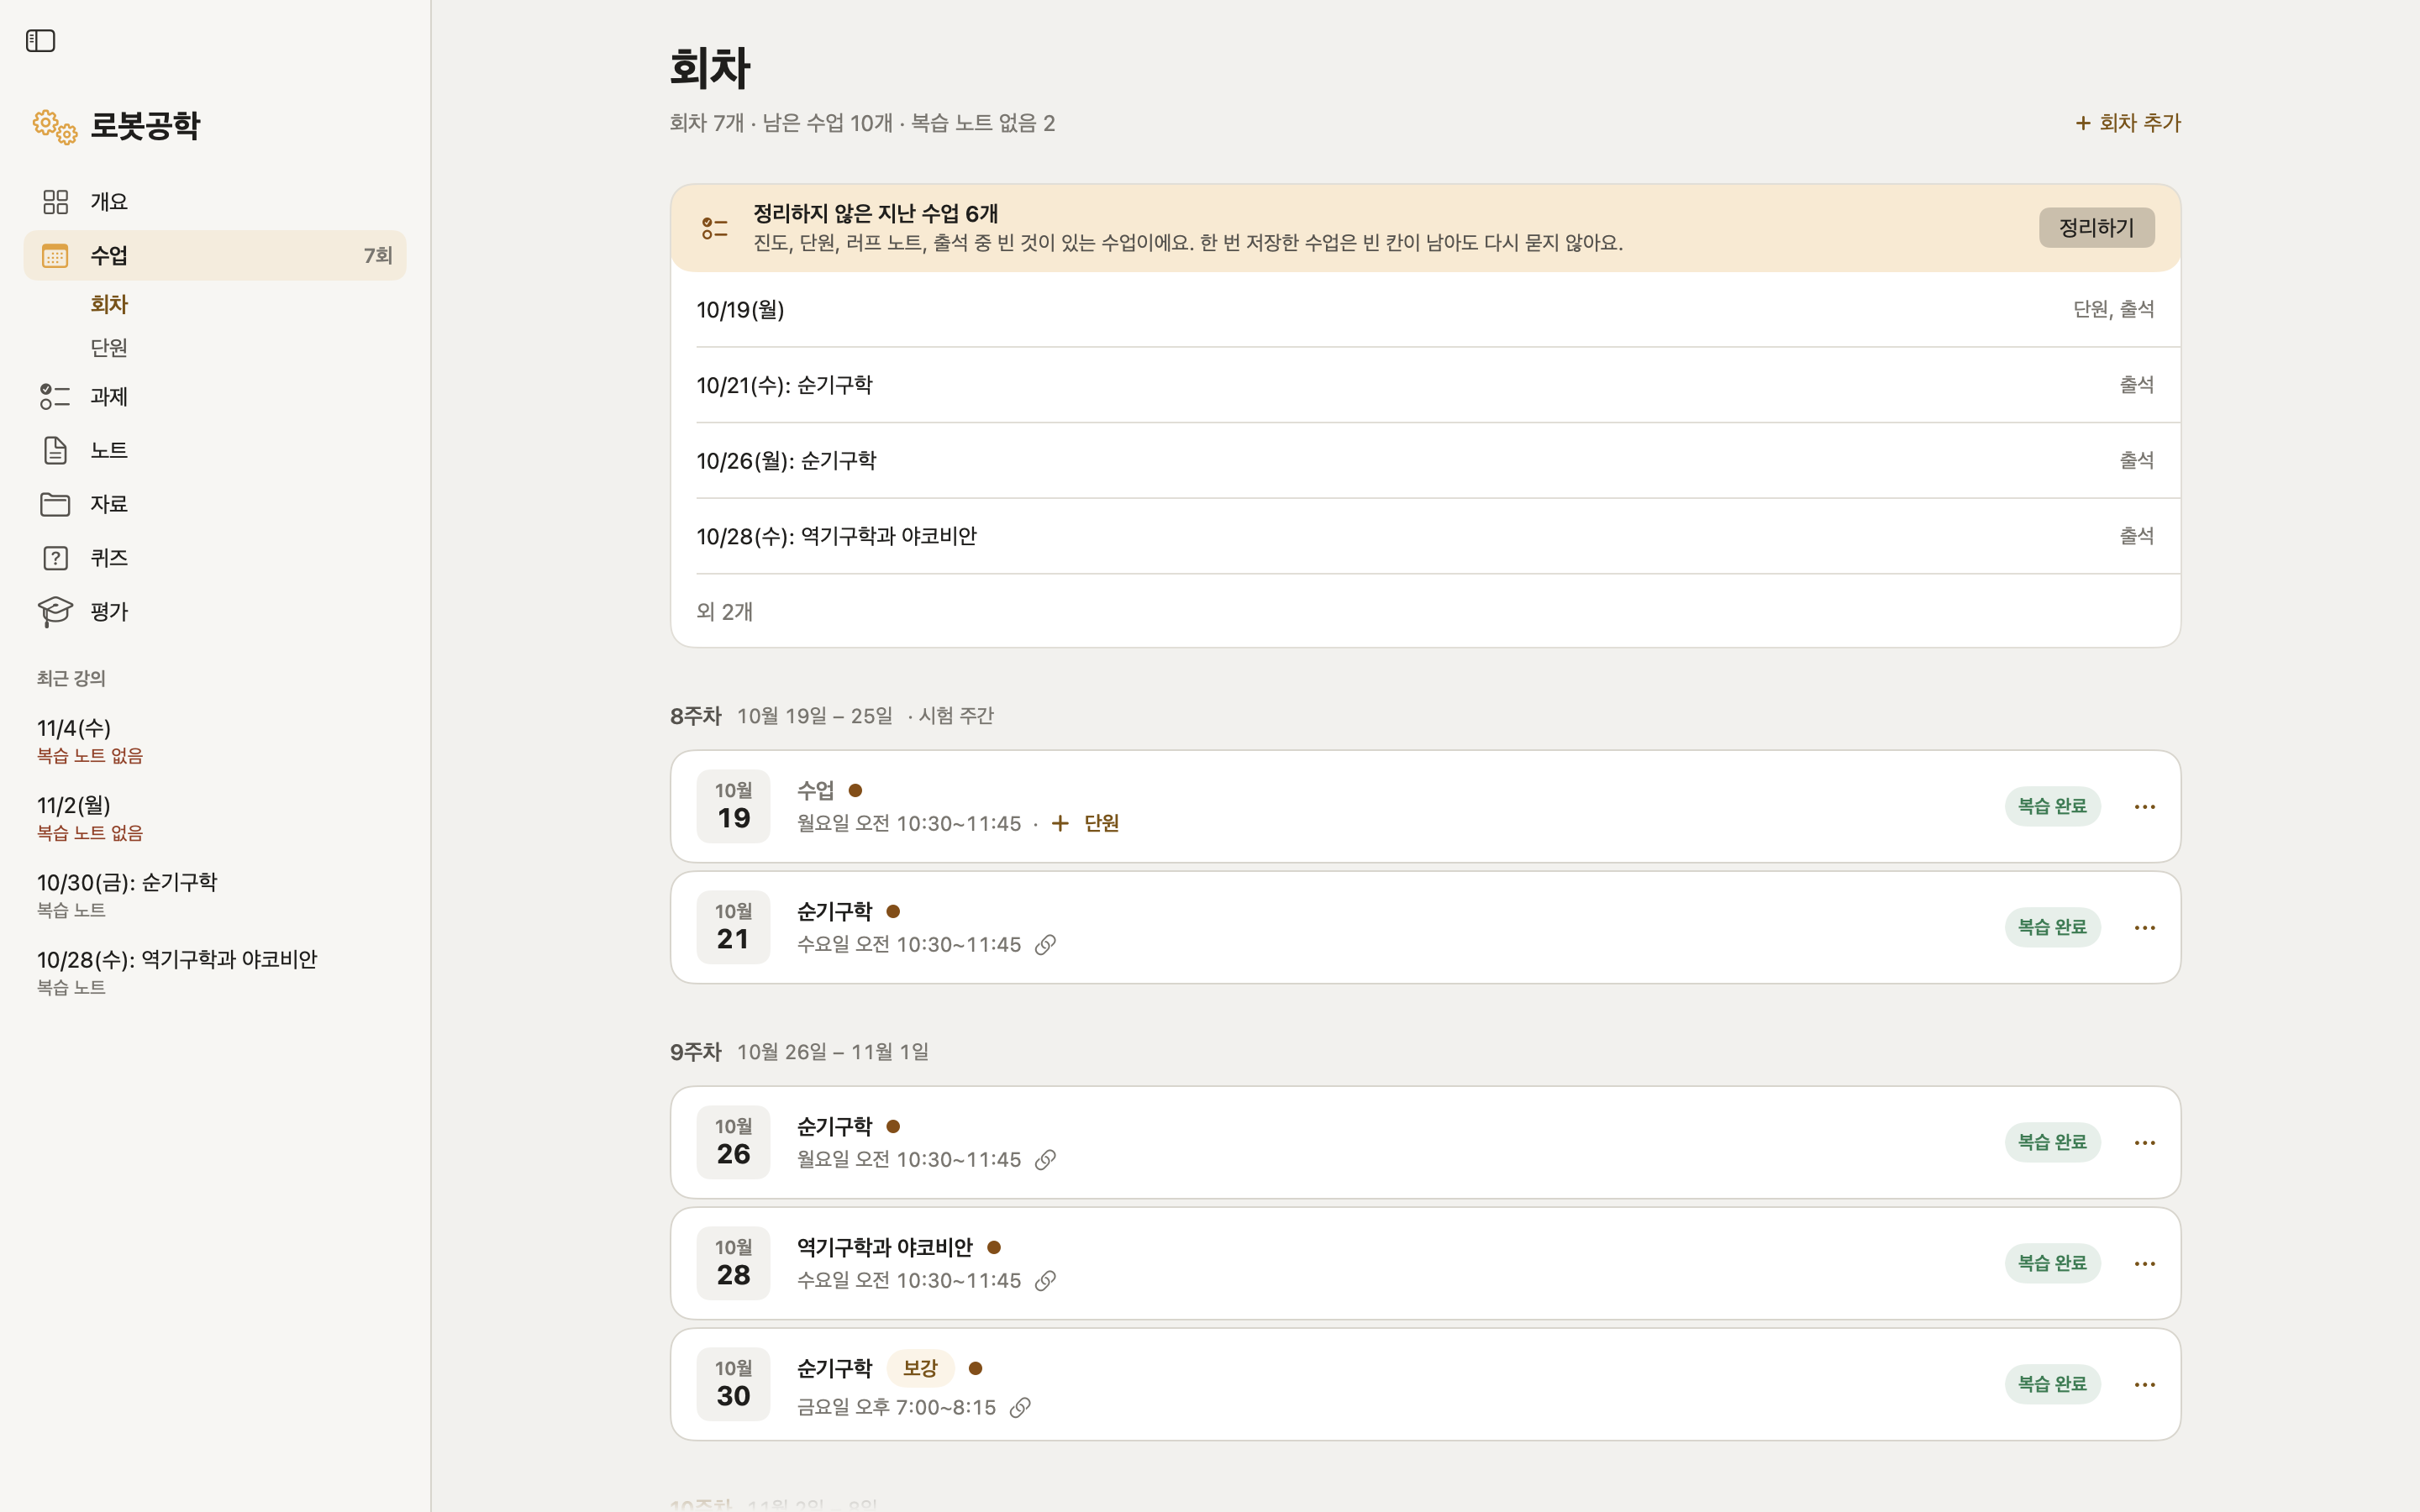 로봇공학
개요
수업 7회
회차
단원
과제
노트
자료
퀴즈
평가
최근 강의
11/4(수)
복습 노트 없음
11/2(월)
복습 노트 없음
10/30(금): 순기구학
복습 노트
10/28(수): 역기구학과 야코비안
복습 노트
회차
회차 7개 · 남은 수업 10개 · 복습 노트 없음 2
+ 회차 추가
정리하지 않은 지난 수업 6개
진도, 단원, 러프 노트, 출석 중 빈 것이 있는 수업이에요. 한 번 저장한 수업은 빈 칸이 남아도 다시 묻지 않아요.
정리하기
10/19(월) 단원, 출석
10/21(수): 순기구학 출석
10/26(월): 순기구학 출석
10/28(수): 역기구학과 야코비안 출석
외 2개
8주차 10월 19일 – 25일 · 시험 주간
10월
19
수업
월요일 오전 10:30~11:45 · + 단원
복습 완료
10월
21
순기구학
수요일 오전 10:30~11:45
복습 완료
9주차 10월 26일 – 11월 1일
10월
26
순기구학
월요일 오전 10:30~11:45
복습 완료
10월
28
역기구학과 야코비안
수요일 오전 10:30~11:45
복습 완료
10월
30
순기구학 보강
금요일 오후 7:00~8:15
복습 완료
10주차 11월 2일 – 8일